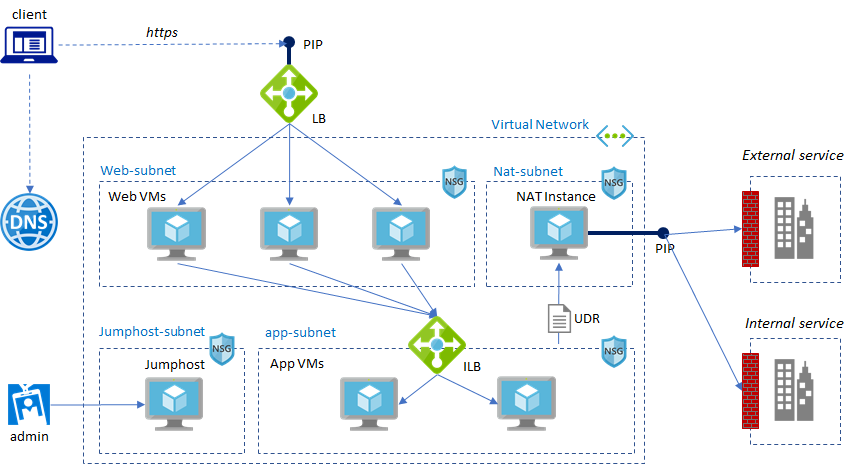 client
https
PIP
LB
Virtual Network
Web-subnet
NSG
Nat-subnet
NSG
External service
Web VMs
NAT Instance
DNS
PIP
UDR
Internal service
Jumphost-subnet
NSG
app-subnet
NSG
Jumphost
App VMs
ILB
admin